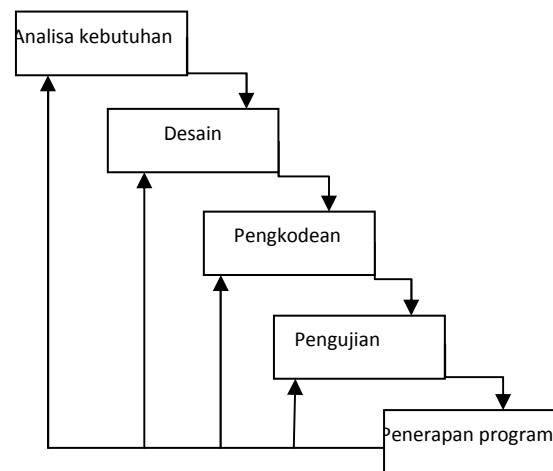 Analisa kebutuhan
Desain
Pengkodean
Pengujian
Penerapan program